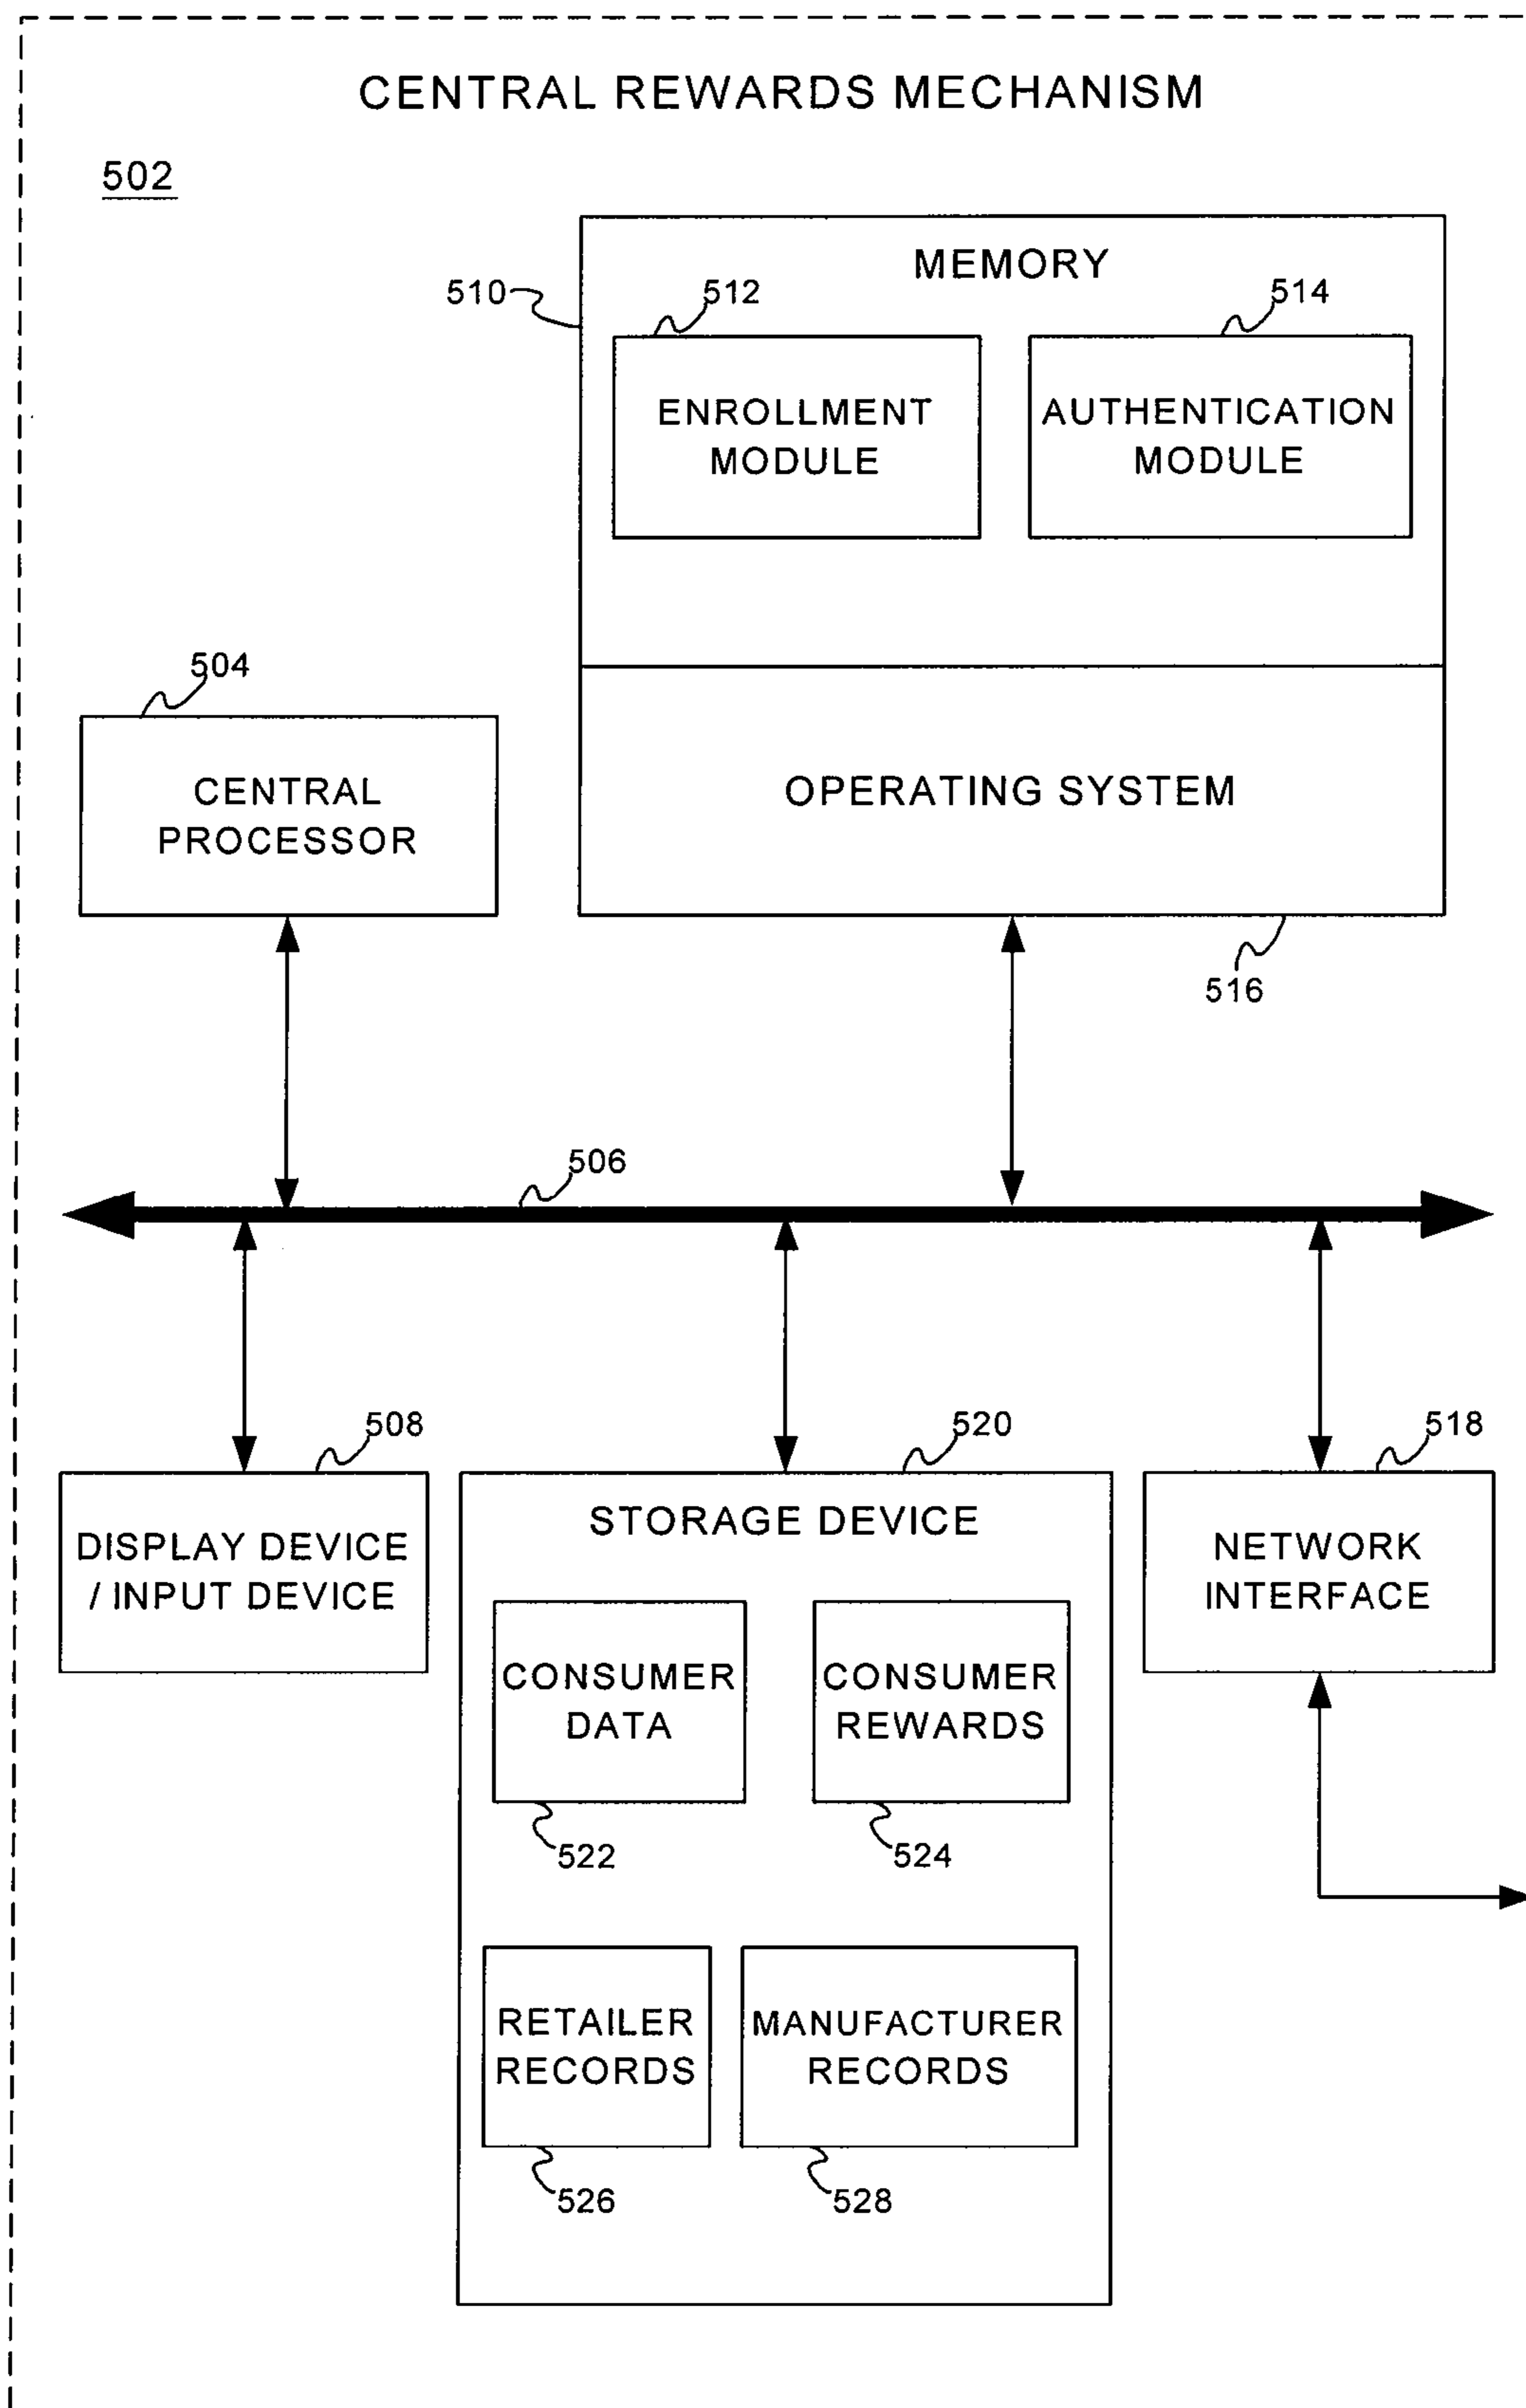 CENTRAL REWARDS MECHANISM
502
MEMORY
510
512
514
ENROLLMENT
MODULE
AUTHENTICATION
MODULE
504
CENTRAL
PROCESSOR
OPERATING SYSTEM
516
506
508
520
518
DISPLAY DEVICE
/ INPUT DEVICE
STORAGE DEVICE
NETWORK
INTERFACE
CONSUMER
DATA
CONSUMER
REWARDS
522
524
RETAILER
RECORDS
MANUFACTURER
RECORDS
526
528